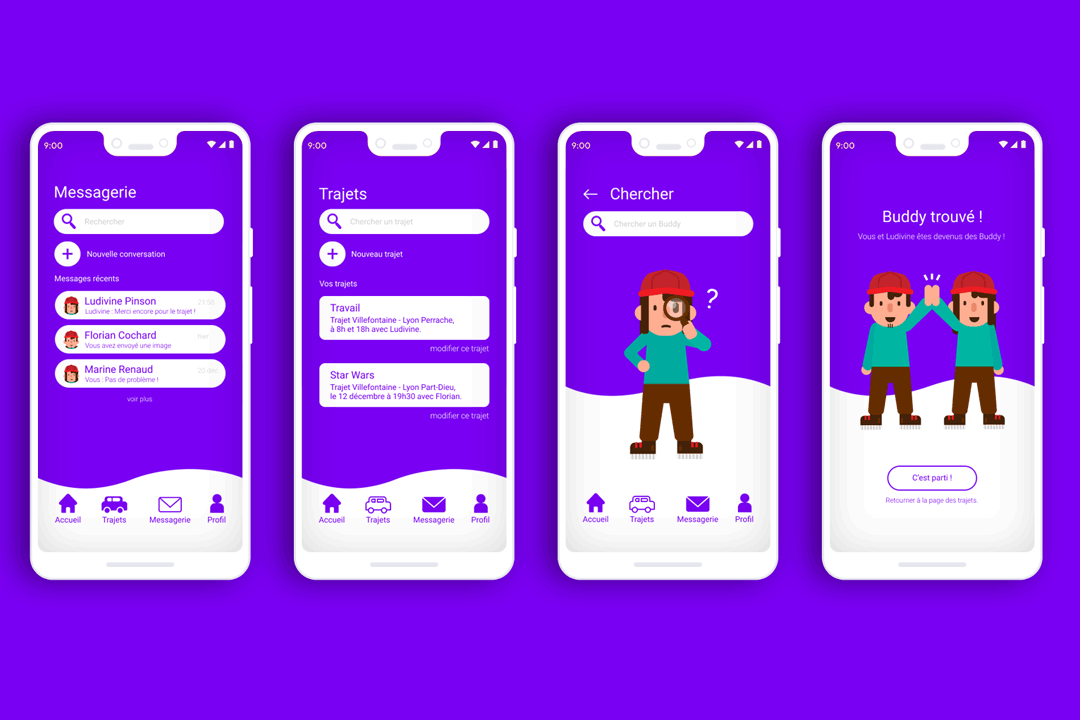 9:00
Messagerie
Rechercher
Nouvelle conversation
Messages récents
Ludivine Pinson
21:56
Ludivine : Merci encore pour le trajet !
Florian Cochard
hier
Vous avez envoyé une image
Marine Renaud
20 déc.
Vous : Pas de problème !
voir plus
Accueil
Trajets
Messagerie
Profil
9:00
Trajets
Chercher un trajet
Nouveau trajet
Vos trajets
Travail
Trajet Villefontaine - Lyon Perrache,
à 8h et 18h avec Ludivine.
modifier ce trajet
Star Wars
Trajet Villefontaine - Lyon Part-Dieu,
le 12 décembre à 19h30 avec Florian.
modifier ce trajet
Accueil
Trajets
Messagerie
Profil
9:00
Chercher
Chercher un Buddy
?
Accueil
Trajets
Messagerie
Profil
9:00
Buddy trouvé !
Vous et Ludivine êtes devenus des Buddy !
C'est parti !
Retourner à la page des trajets.